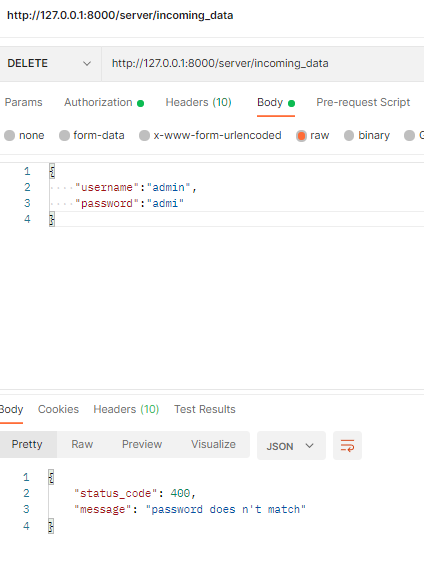 http://127.0.0.1:8000/server/incoming_data
DELETE http://127.0.0.1:8000/server/incoming_data
Params Authorization Headers (10) Body Pre-request Script
none form-data x-www-form-urlencoded raw binary G
1 {
2 "username":"admin",
3 "password":"admi"
4 }
Body Cookies Headers (10) Test Results
Pretty Raw Preview Visualize JSON
1 {
2 "status_code": 400,
3 "message": "password does n't match"
4 }